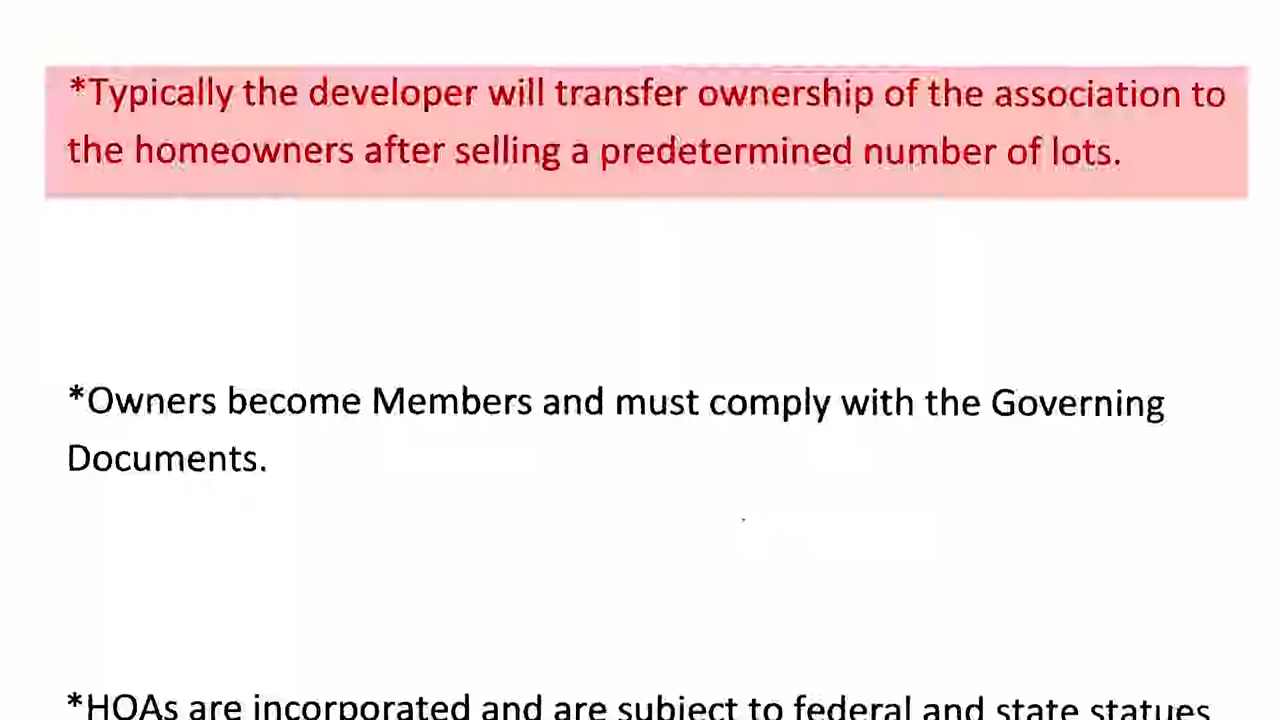 *Typically the developer will transfer ownership of the association to
the homeowners after selling a predetermined number of lots.
*Owners become Members and must comply with the Governing
Documents.
*HOAs are incorporated and are subject to federal and state statues